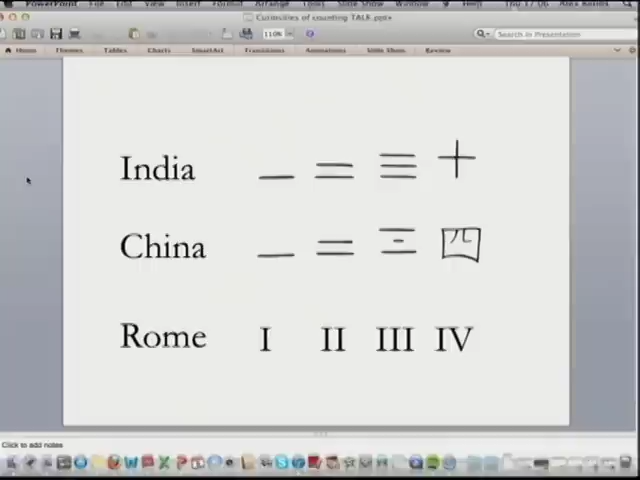 PowerPoint File Edit View Insert Format Arrange Tools Slide Show Window Help Thu 17:06 Alex Bellos
Curiosities of counting TALK.pptx
110% Search in Presentation
Home Themes Tables Charts SmartArt Transitions Animations Slide Show Review
India 一 二 三 十
China 一 二 三 四
Rome I II III IV
Click to add notes